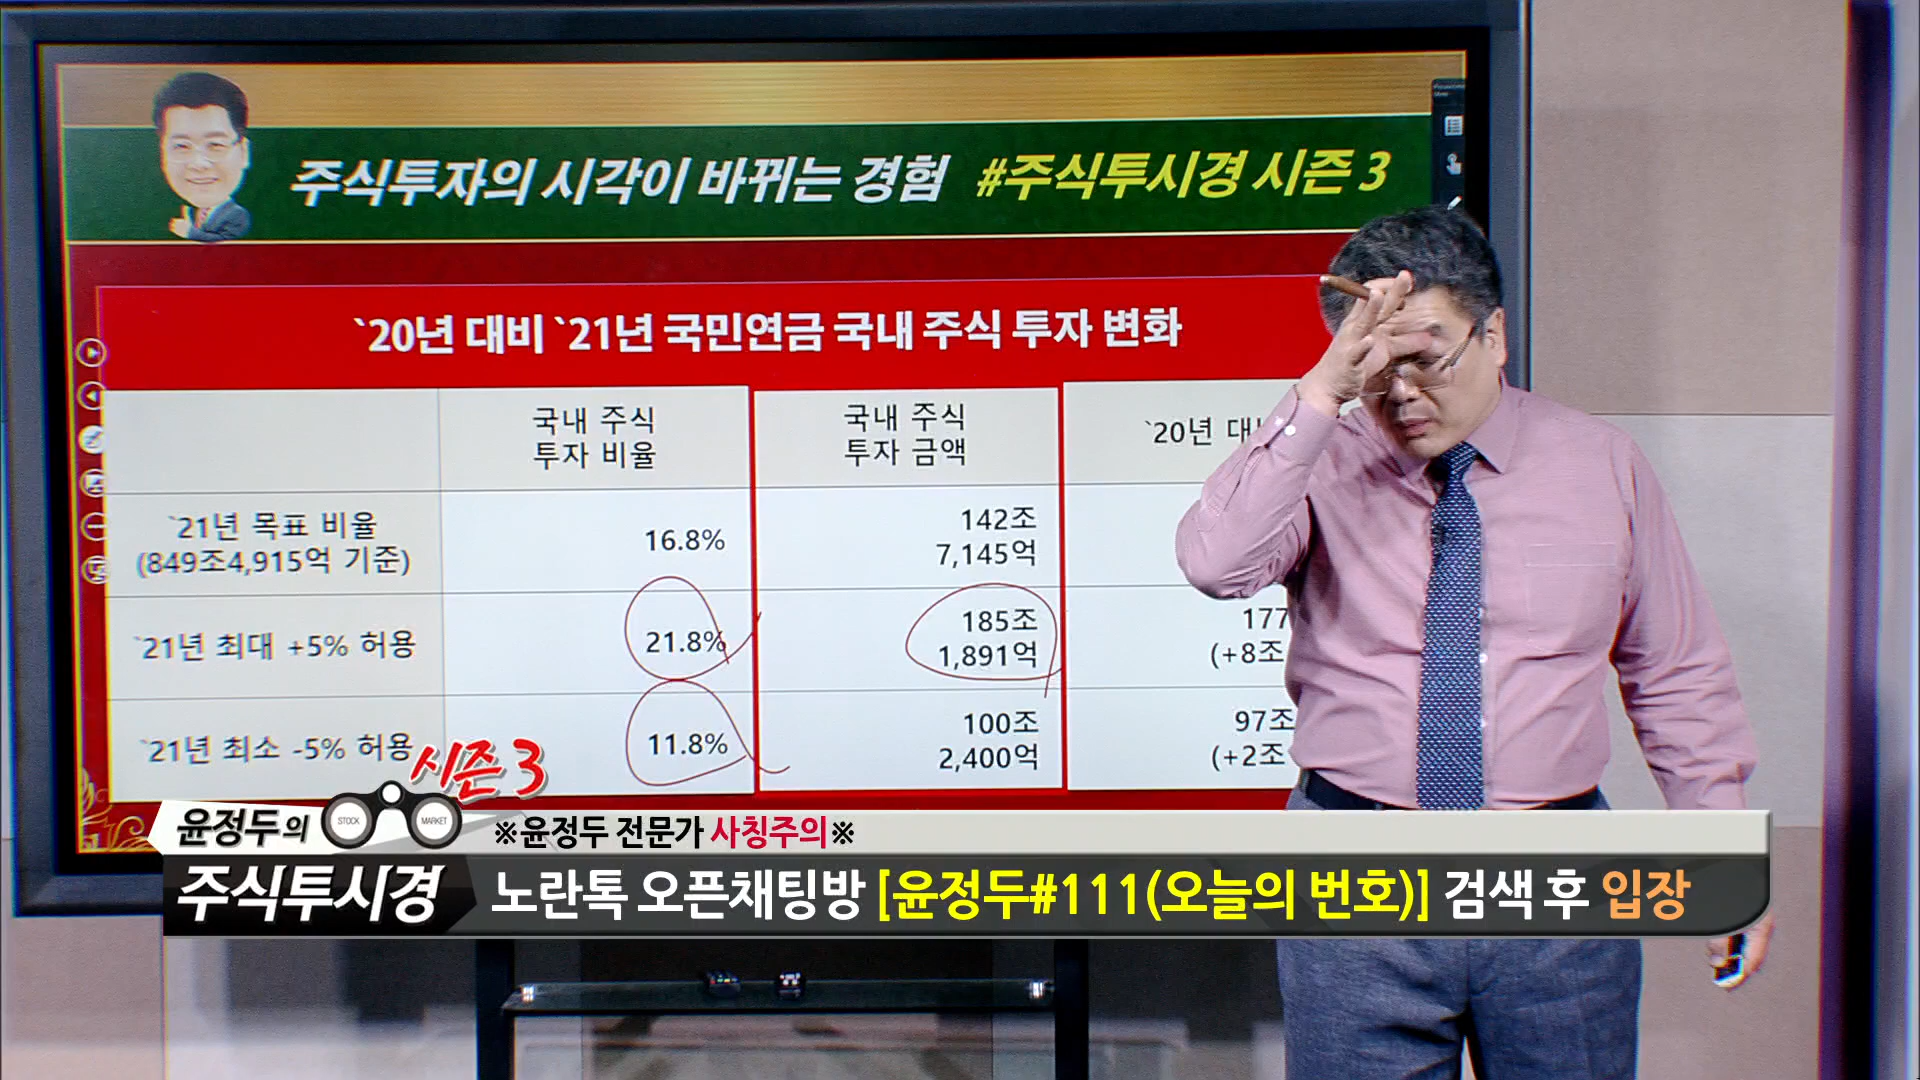 주식투자의 시각이 바뀌는 경험 #주식투시경 시즌 3
`20년 대비 `21년 국민연금 국내 주식 투자 변화
국내 주식
투자 비율
국내 주식
투자 금액
`20년 대
`21년 목표 비율
(849조4,915억 기준)
16.8%
142조
7,145억
`21년 최대 +5% 허용
21.8%
185조
1,891억
177
(+8조
`21년 최소 -5% 허용
11.8%
100조
2,400억
97조
(+2조
시즌 3
윤정두의
STOCK
MARKET
주식투시경
※윤정두 전문가 사칭주의※
노란톡 오픈채팅방 [윤정두#111(오늘의 번호)] 검색 후 입장